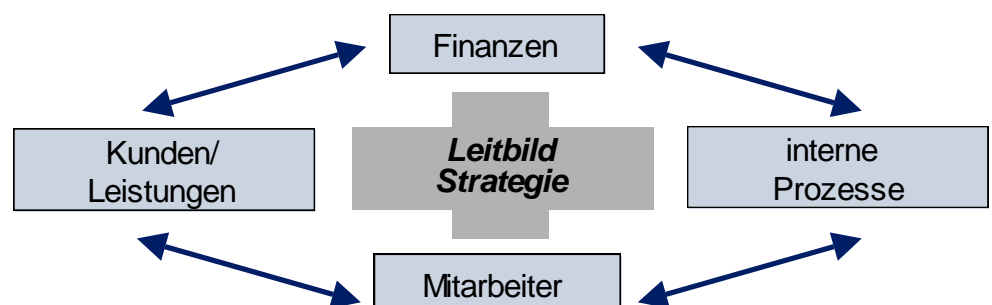 Finanzen
Kunden/
Leistungen
Leitbild
Strategie
interne
Prozesse
Mitarbeiter